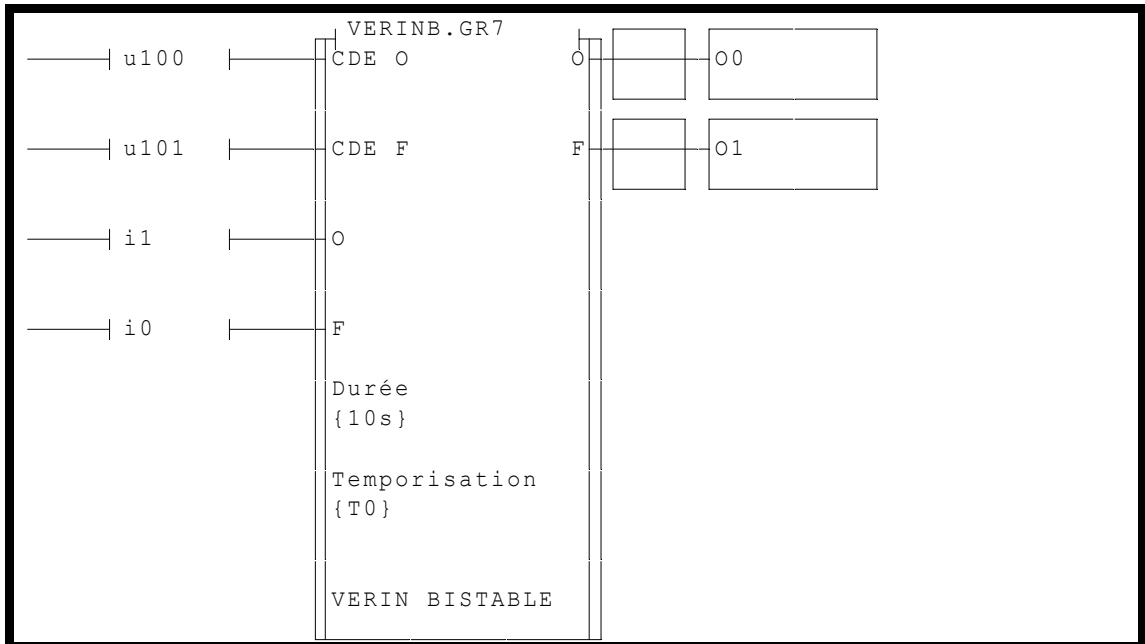 VERINB.GR7
u100 CDE O O O0
u101 CDE F F O1
i1 O
i0 F
Durée
{10s}
Temporisation
{T0}
VERIN BISTABLE